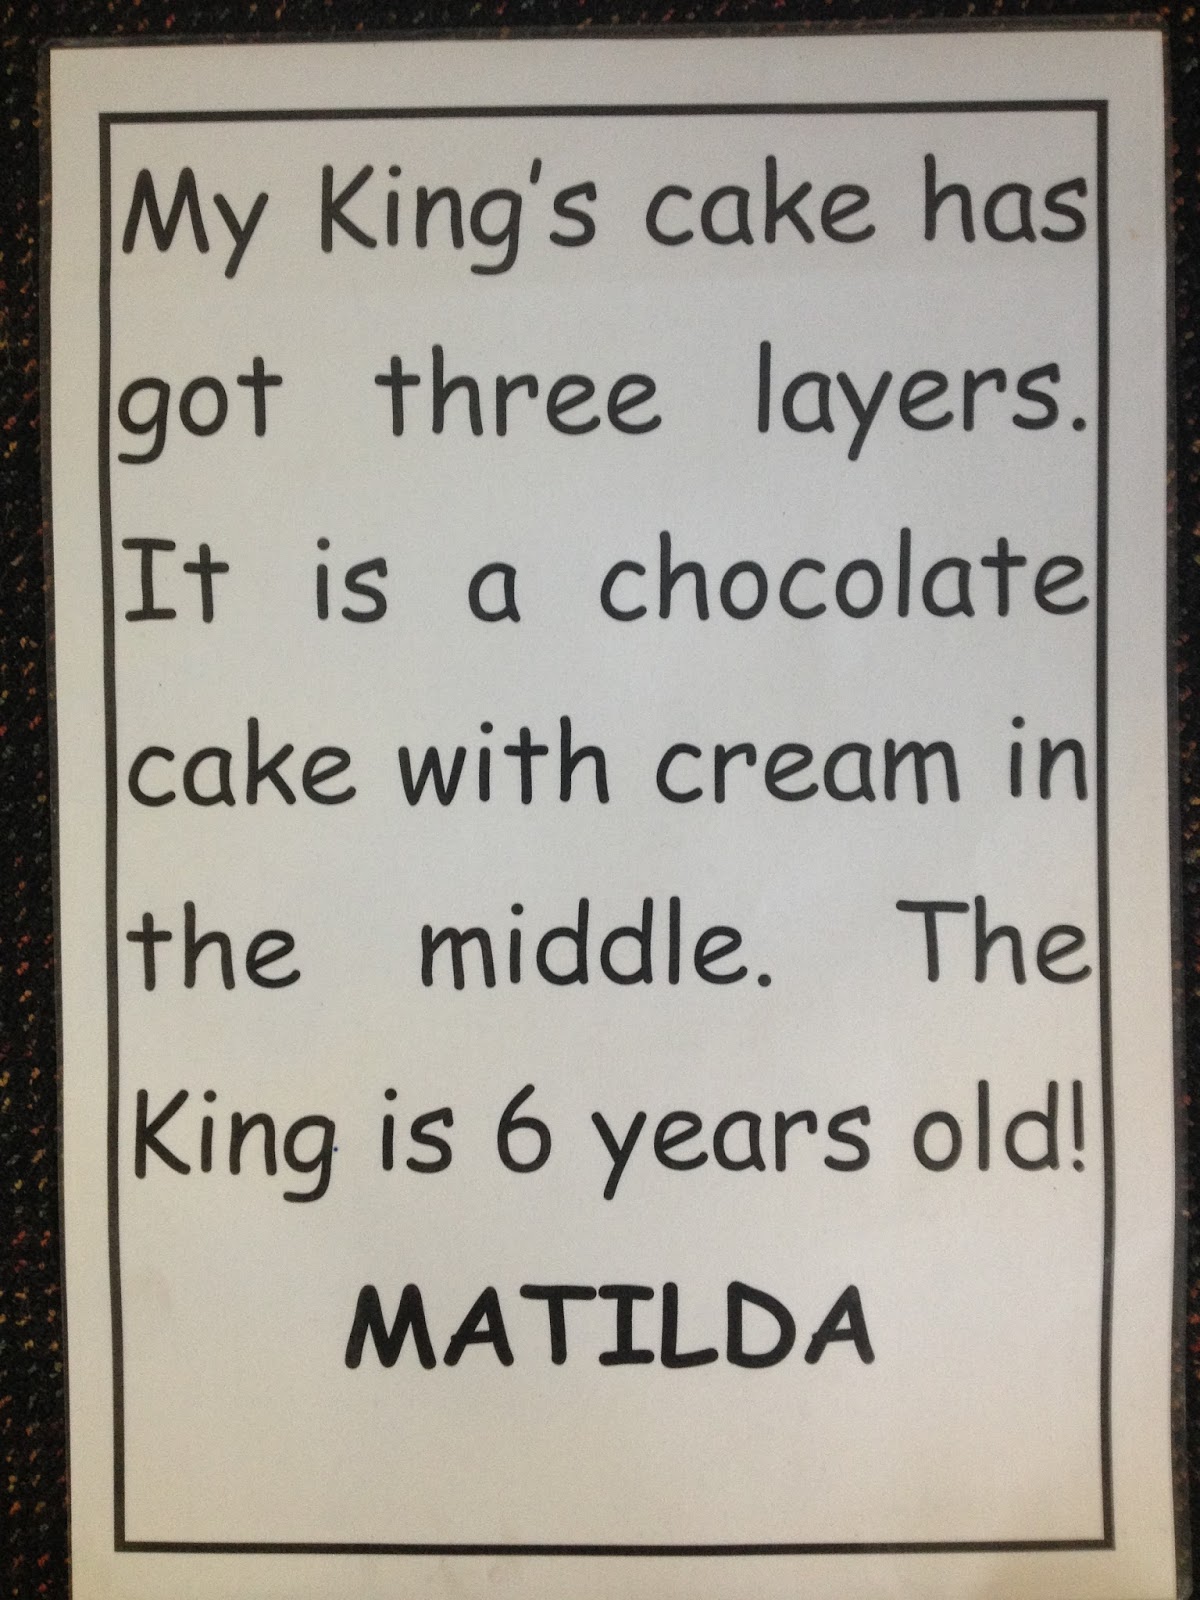 My King's cake has
got three layers.
It is a chocolate
cake with cream in
the middle. The
King is 6 years old!
MATILDA